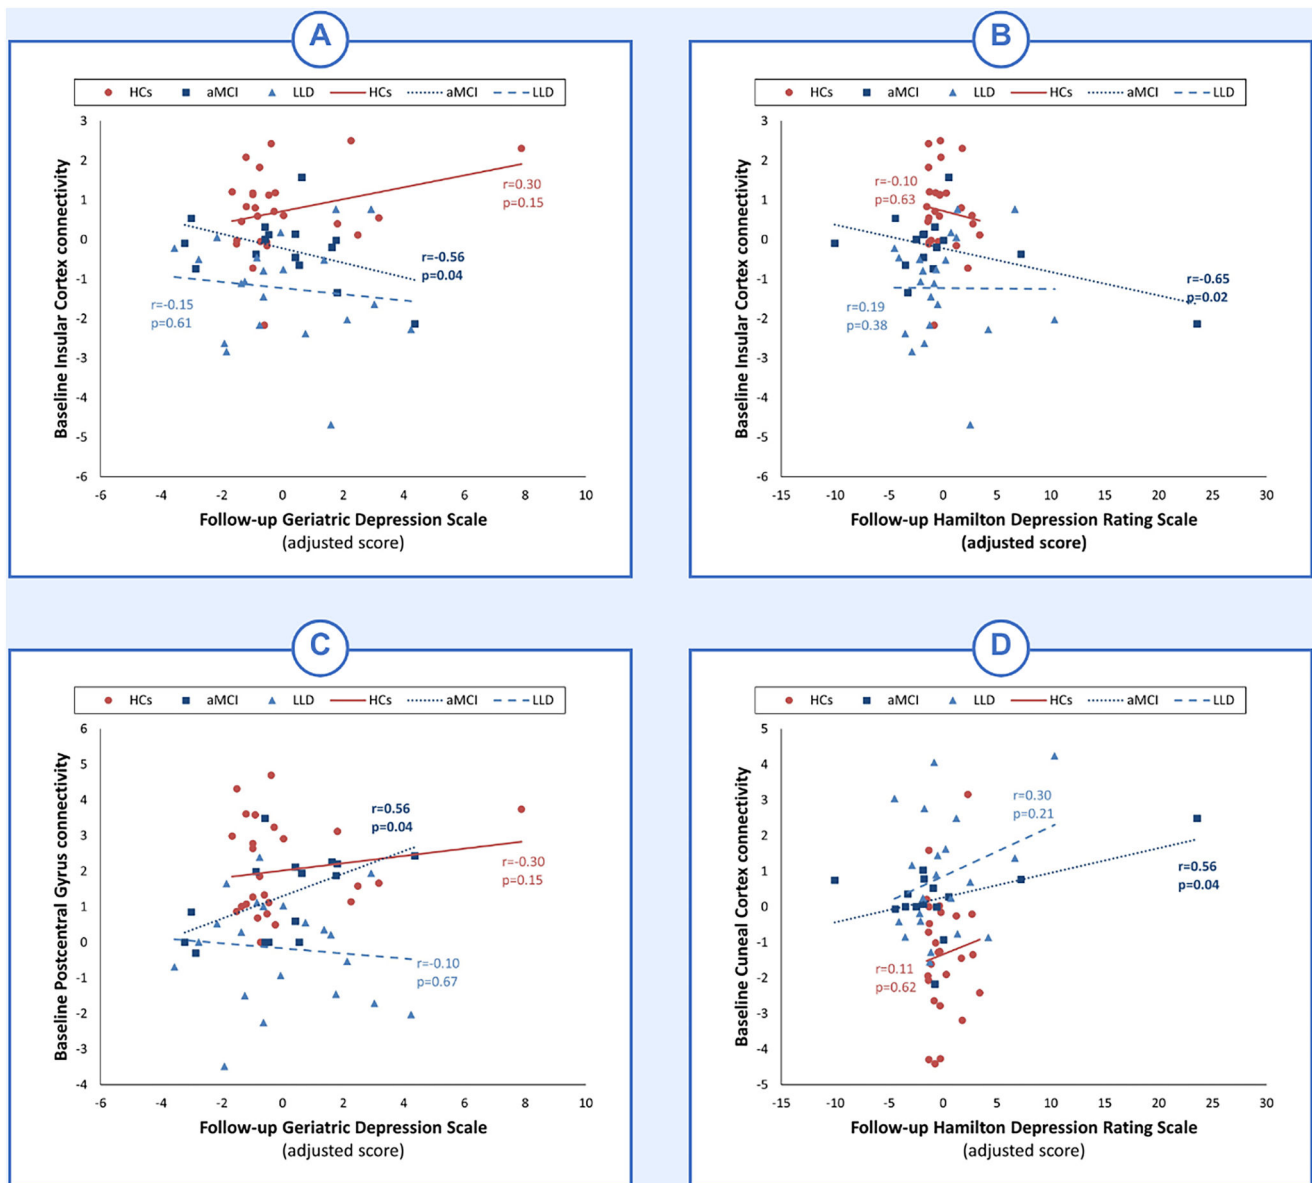 A
HCs aMCI LLD HCs aMCI LLD
3
2
1
0
-1
-2
-3
-4
-5
-6
Baseline Insular Cortex connectivity
r=0.30
p=0.15
r=-0.56
p=0.04
r=-0.15
p=0.61
-6 -4 -2 0 2 4 6 8 10
Follow-up Geriatric Depression Scale
(adjusted score)
B
HCs aMCI LLD HCs aMCI LLD
3
2
1
0
-1
-2
-3
-4
-5
-6
Baseline Insular Cortex connectivity
r=-0.10
p=0.63
r=-0.65
p=0.02
r=0.19
p=0.38
-15 -10 -5 0 5 10 15 20 25 30
Follow-up Hamilton Depression Rating Scale
(adjusted score)
C
HCs aMCI LLD HCs aMCI LLD
6
5
4
3
2
1
0
-1
-2
-3
-4
Baseline Postcentral Gyrus connectivity
r=0.56
p=0.04
r=-0.30
p=0.15
r=-0.10
p=0.67
-6 -4 -2 0 2 4 6 8 10
Follow-up Geriatric Depression Scale
(adjusted score)
D
HCs aMCI LLD HCs aMCI LLD
5
4
3
2
1
0
-1
-2
-3
-4
-5
Baseline Cuneal Cortex connectivity
r=0.30
p=0.21
r=0.56
p=0.04
r=0.11
p=0.62
-15 -10 -5 0 5 10 15 20 25 30
Follow-up Hamilton Depression Rating Scale
(adjusted score)